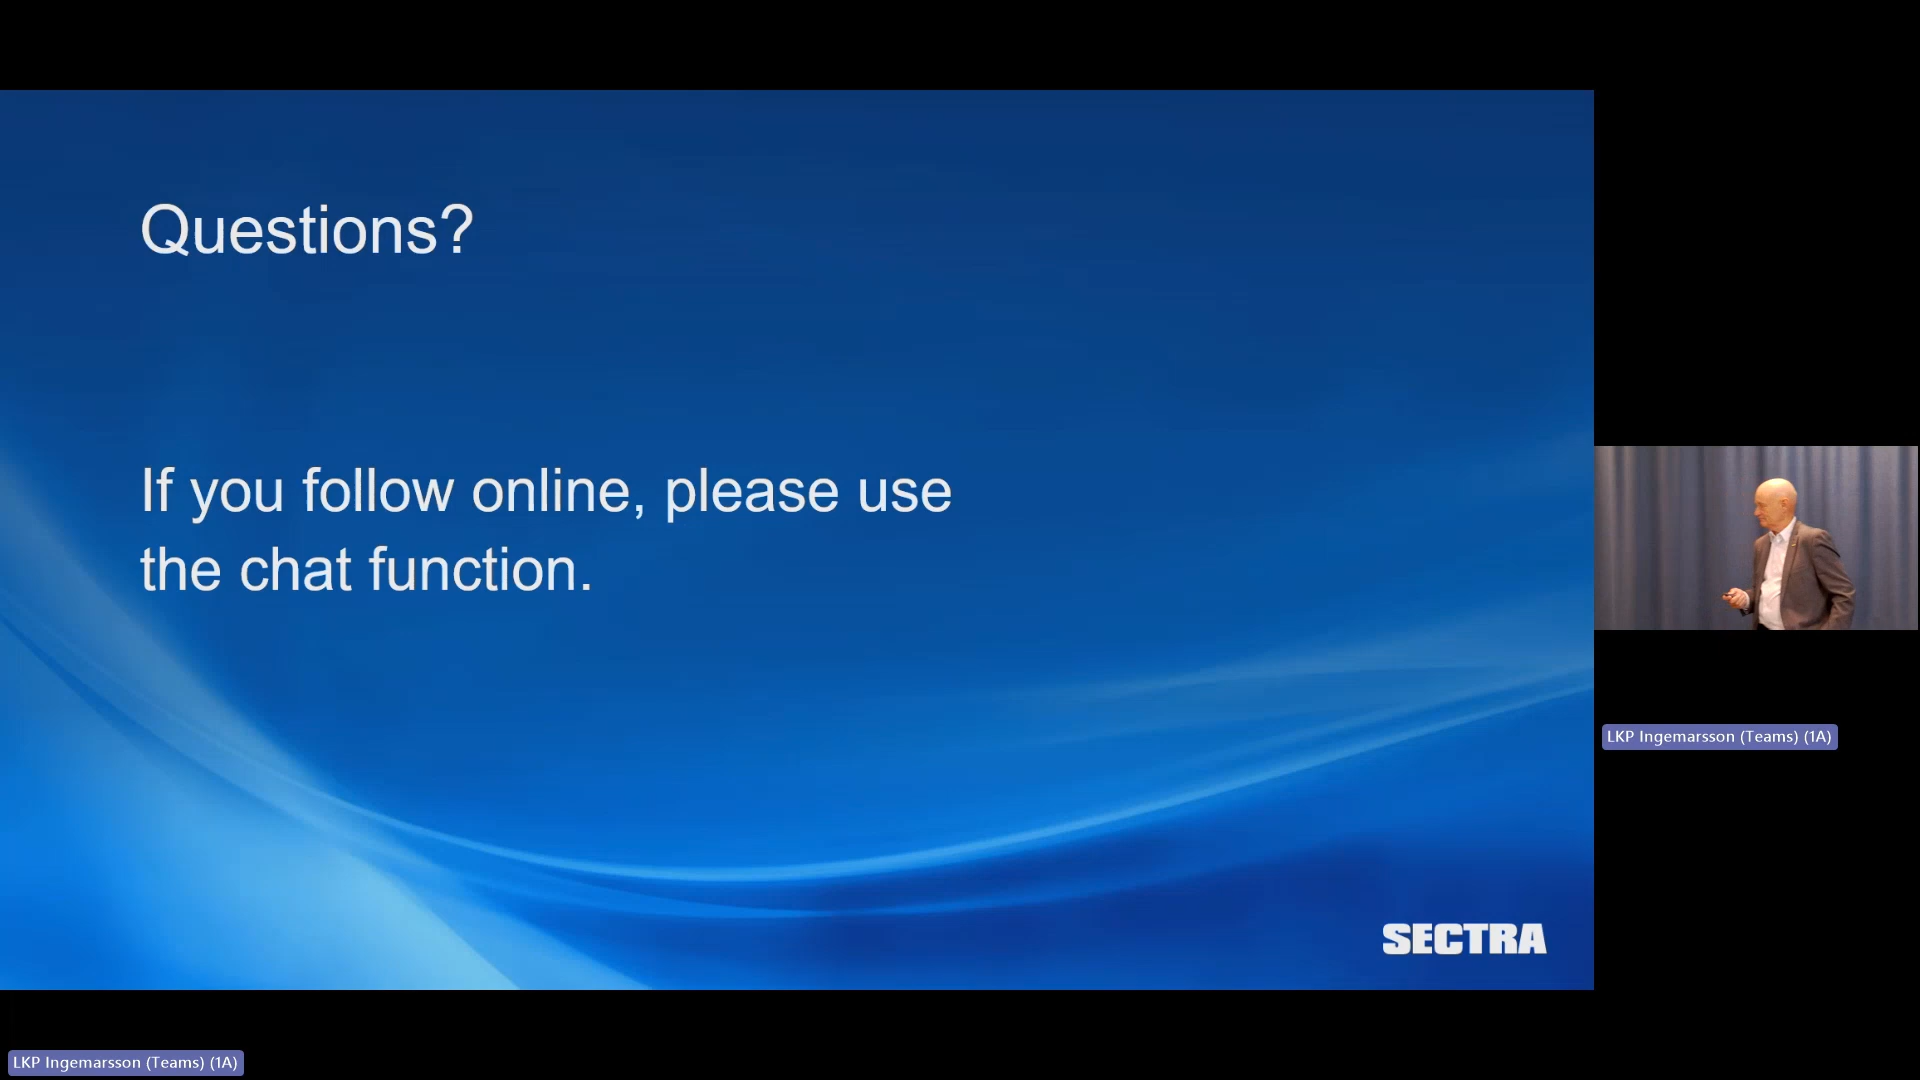 Questions?
If you follow online, please use
the chat function.
SECTRA
LKP Ingemarsson (Teams) (1A)
LKP Ingemarsson (Teams) (1A)